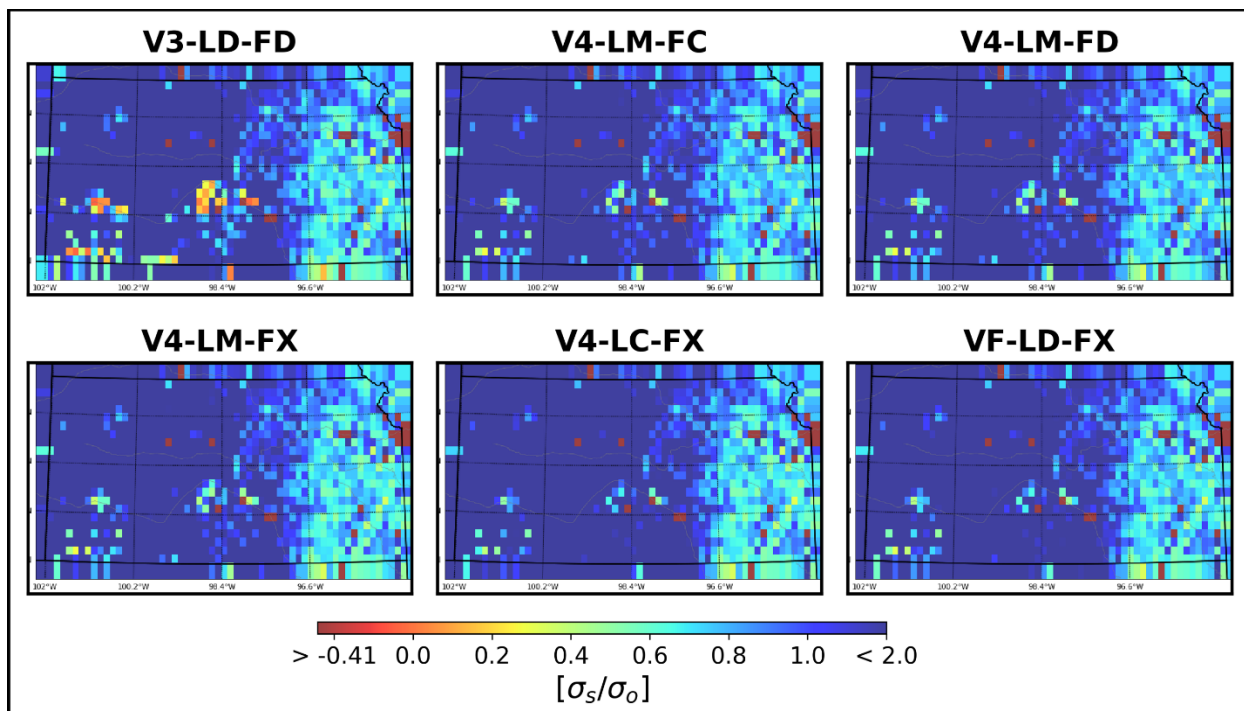 V3-LD-FD V4-LM-FC V4-LM-FD
102°W 100.2°W 98.4°W 96.6°W 100.2°W 98.4°W 96.6°W 102°W 100.2°W 98.4°W 96.6°W
V4-LM-FX V4-LC-FX VF-LD-FX
102°W 100.2°W 98.4°W 96.6°W 102°W 100.2°W 98.4°W 96.6°W 102°W 100.2°W 98.4°W 96.6°W
> -0.41 0.0 0.2 0.4 0.6 0.8 1.0 < 2.0
[σₛ/σₒ]